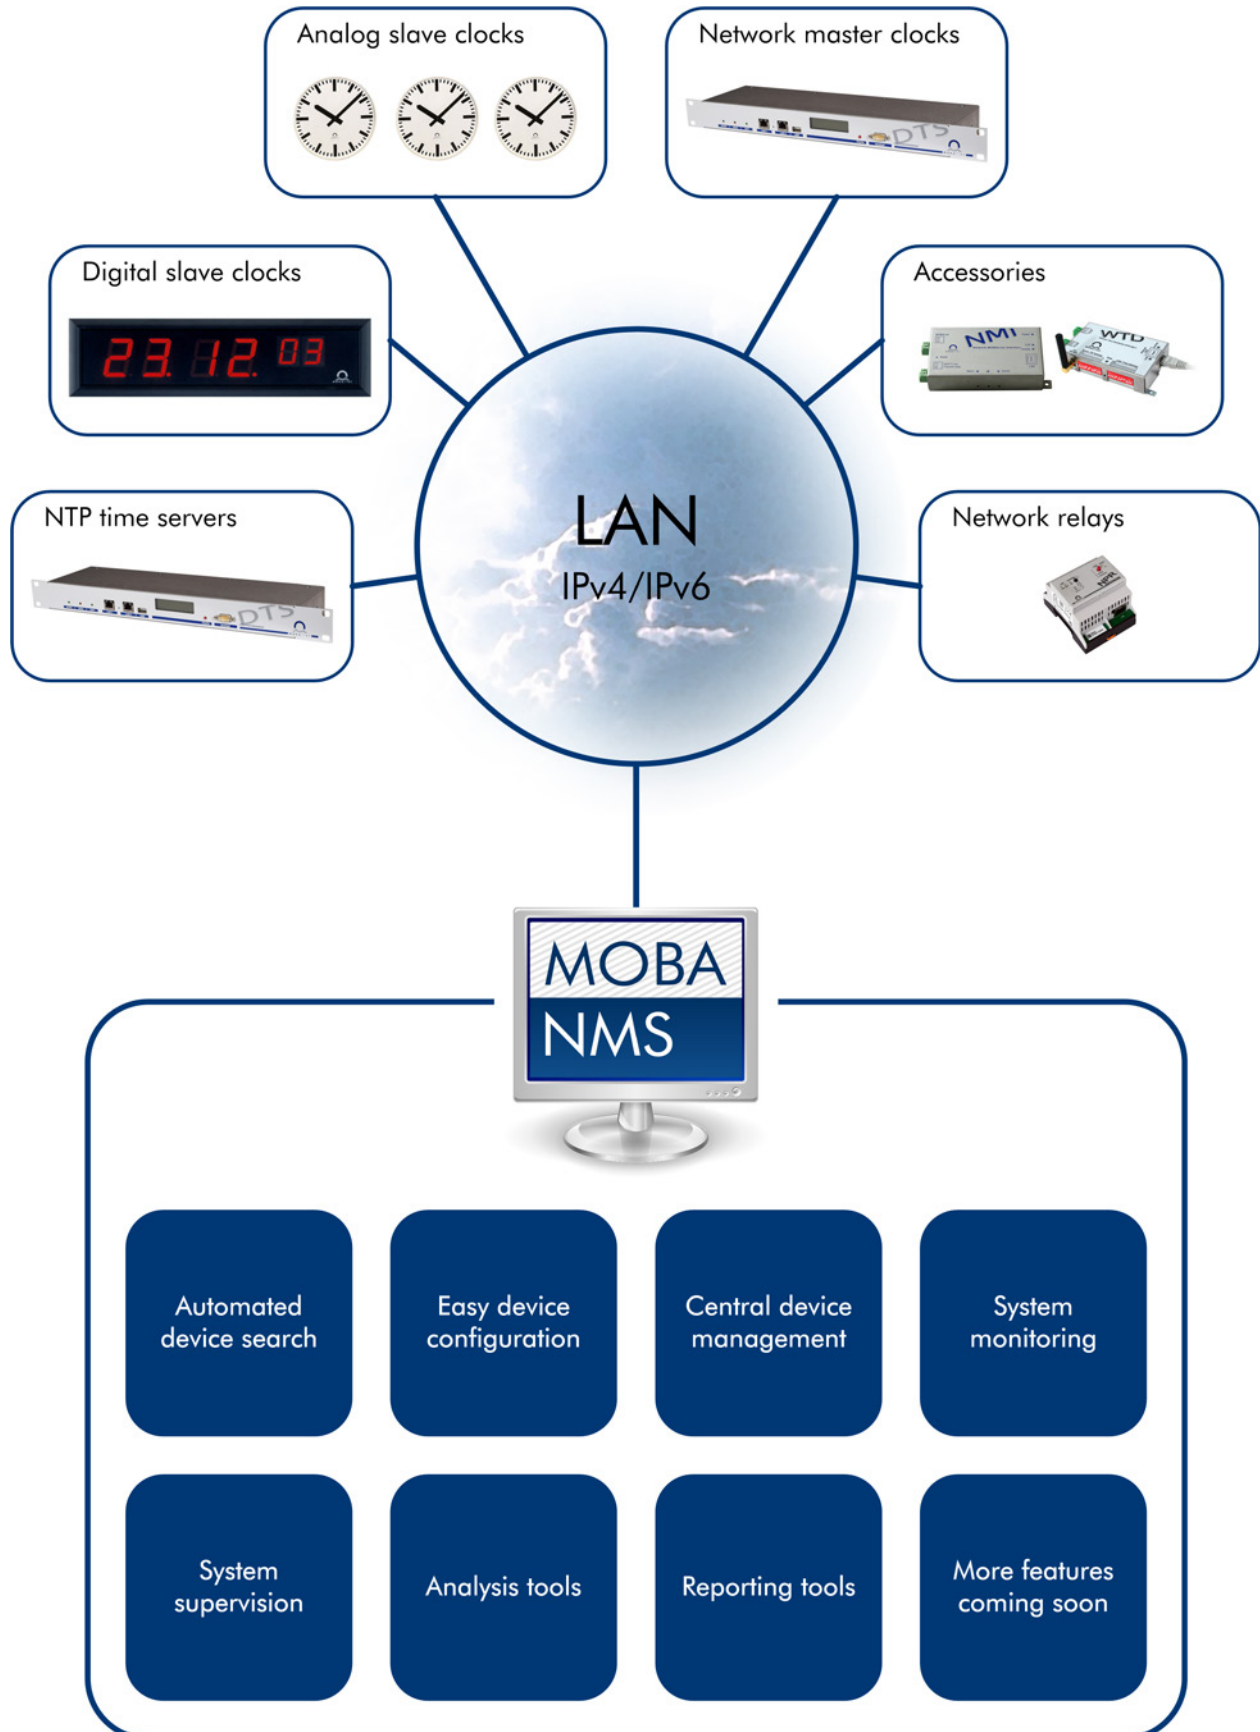 Analog slave clocks
Network master clocks
DTS
Digital slave clocks
23.12.03
Accessories
NMI
WTD
LAN
IPv4/IPv6
NTP time servers
DTS
Network relays
NPR
MOBA
NMS
Automated
device search
Easy device
configuration
Central device
management
System
monitoring
System
supervision
Analysis tools
Reporting tools
More features
coming soon